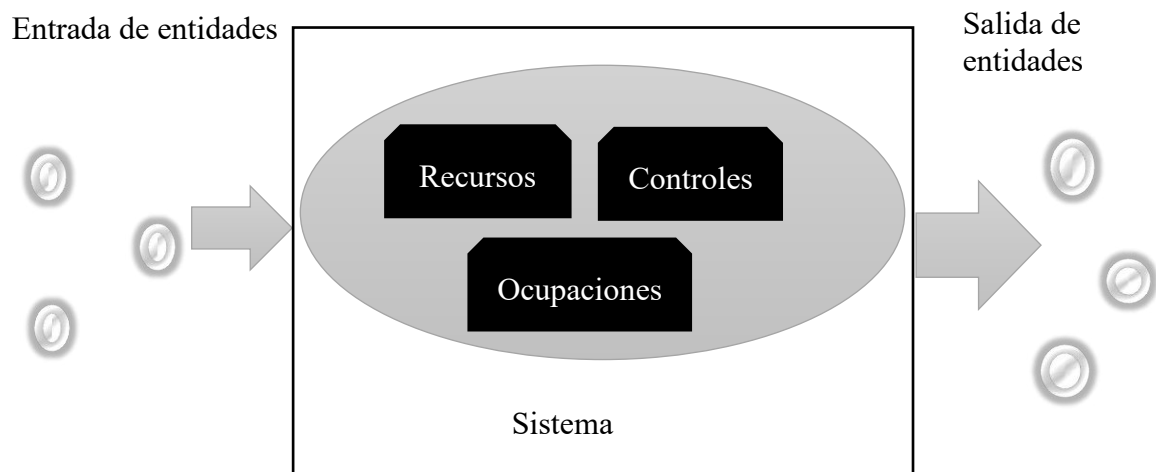 Entrada de entidades
Salida de
entidades
Recursos
Controles
Ocupaciones
Sistema